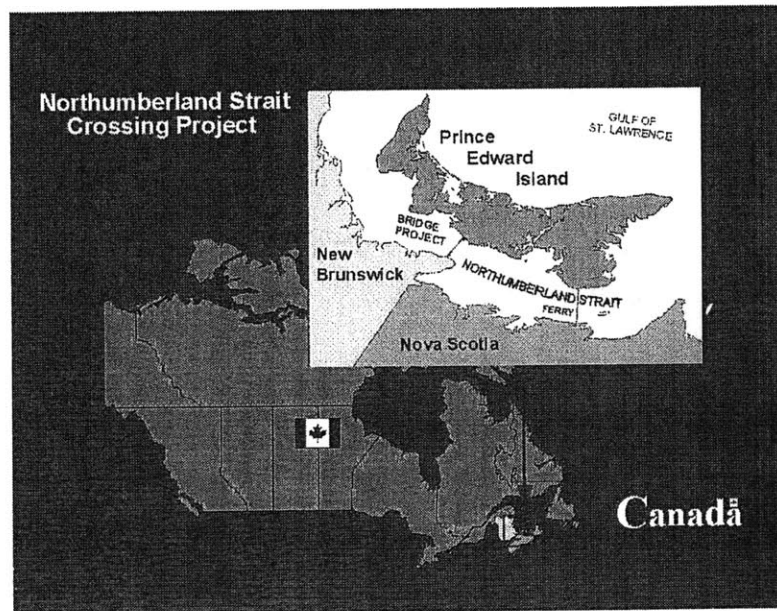 Northumberland Strait
Crossing Project
GULF OF
ST. LAWRENCE
Prince
Edward
Island
BRIDGE
PROJECT
New
Brunswick
NORTHUMBERLAND STRAIT
FERRY
Nova Scotia
Canada